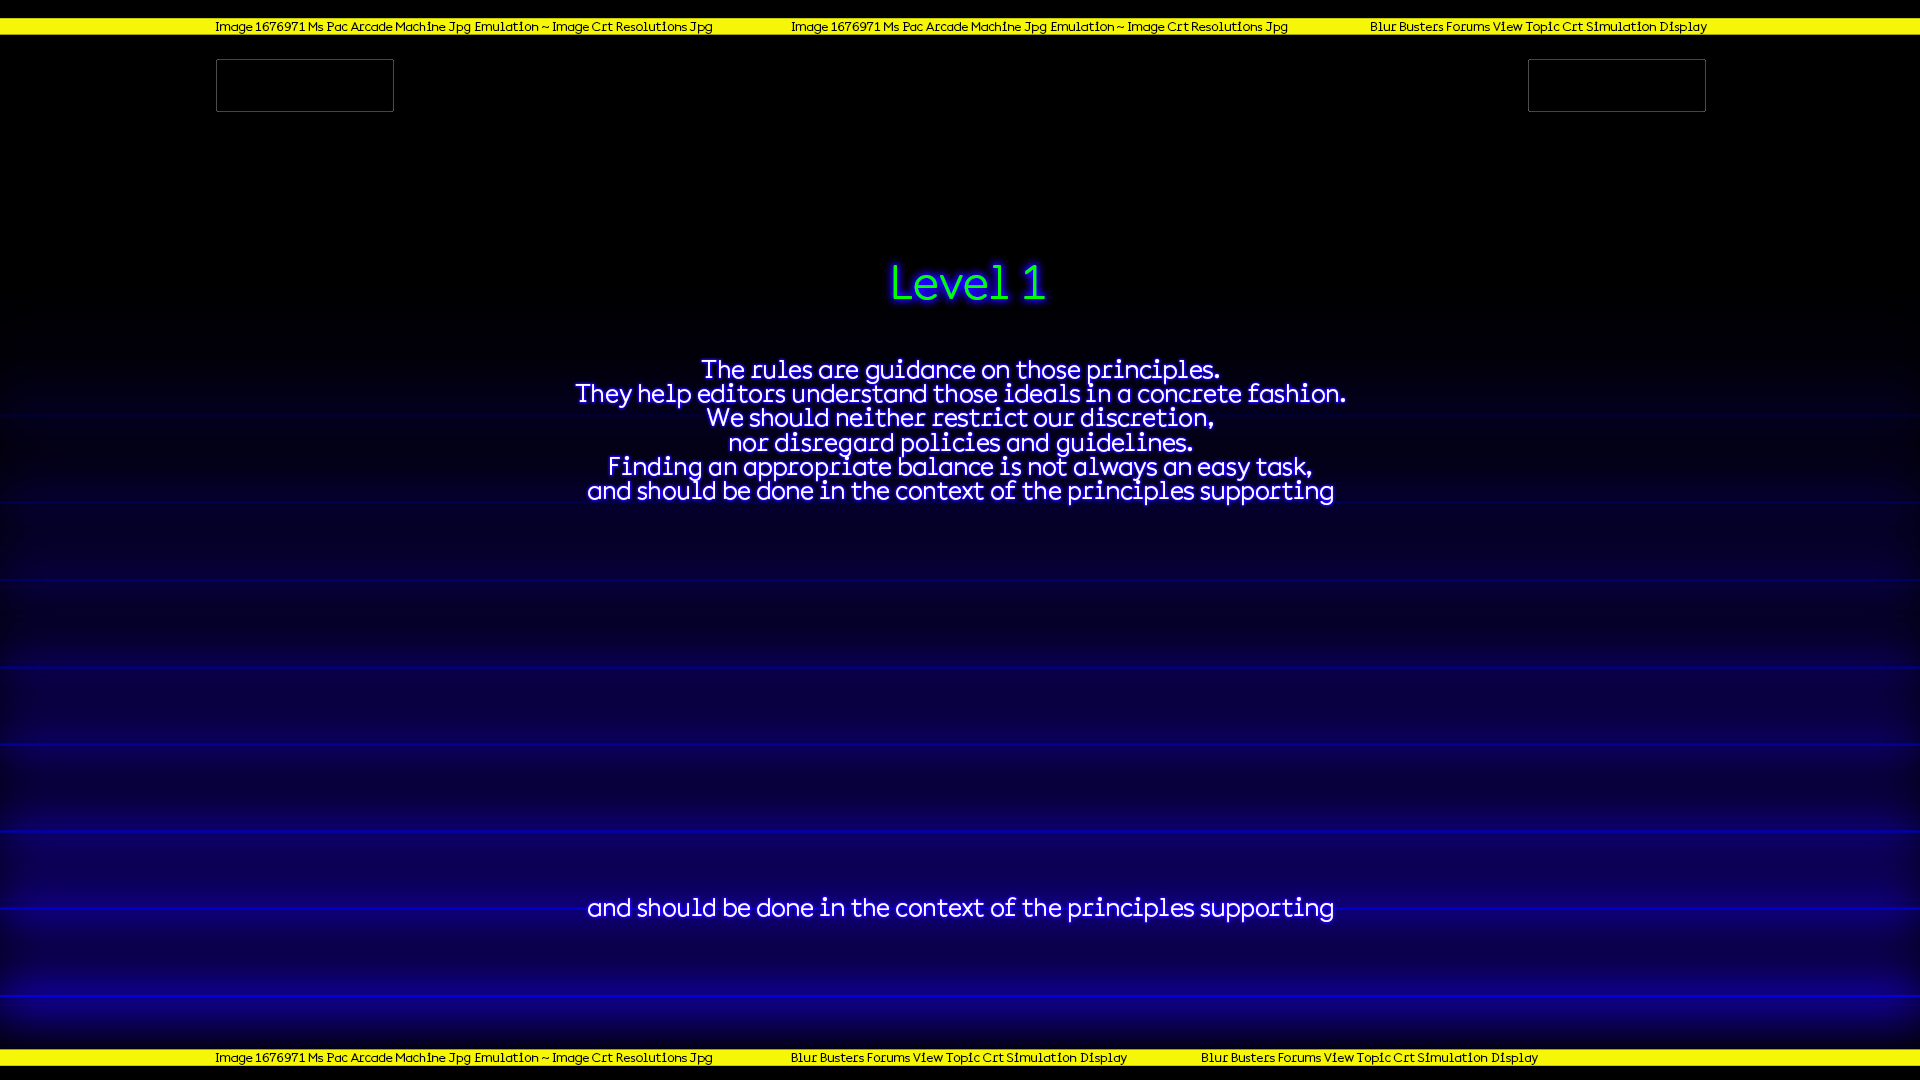 Image 1676971 Ms Pac Arcade Machine Jpg Emulation ~ Image Crt Resolutions Jpg Image 1676971 Ms Pac Arcade Machine Jpg Emulation ~ Image Crt Resolutions Jpg Blur Busters Forums View Topic Crt Simulation Display
Level 1
The rules are guidance on those principles.
They help editors understand those ideals in a concrete fashion.
We should neither restrict our discretion,
nor disregard policies and guidelines.
Finding an appropriate balance is not always an easy task,
and should be done in the context of the principles supporting
and should be done in the context of the principles supporting
Image 1676971 Ms Pac Arcade Machine Jpg Emulation ~ Image Crt Resolutions Jpg Blur Busters Forums View Topic Crt Simulation Display Blur Busters Forums View Topic Crt Simulation Display